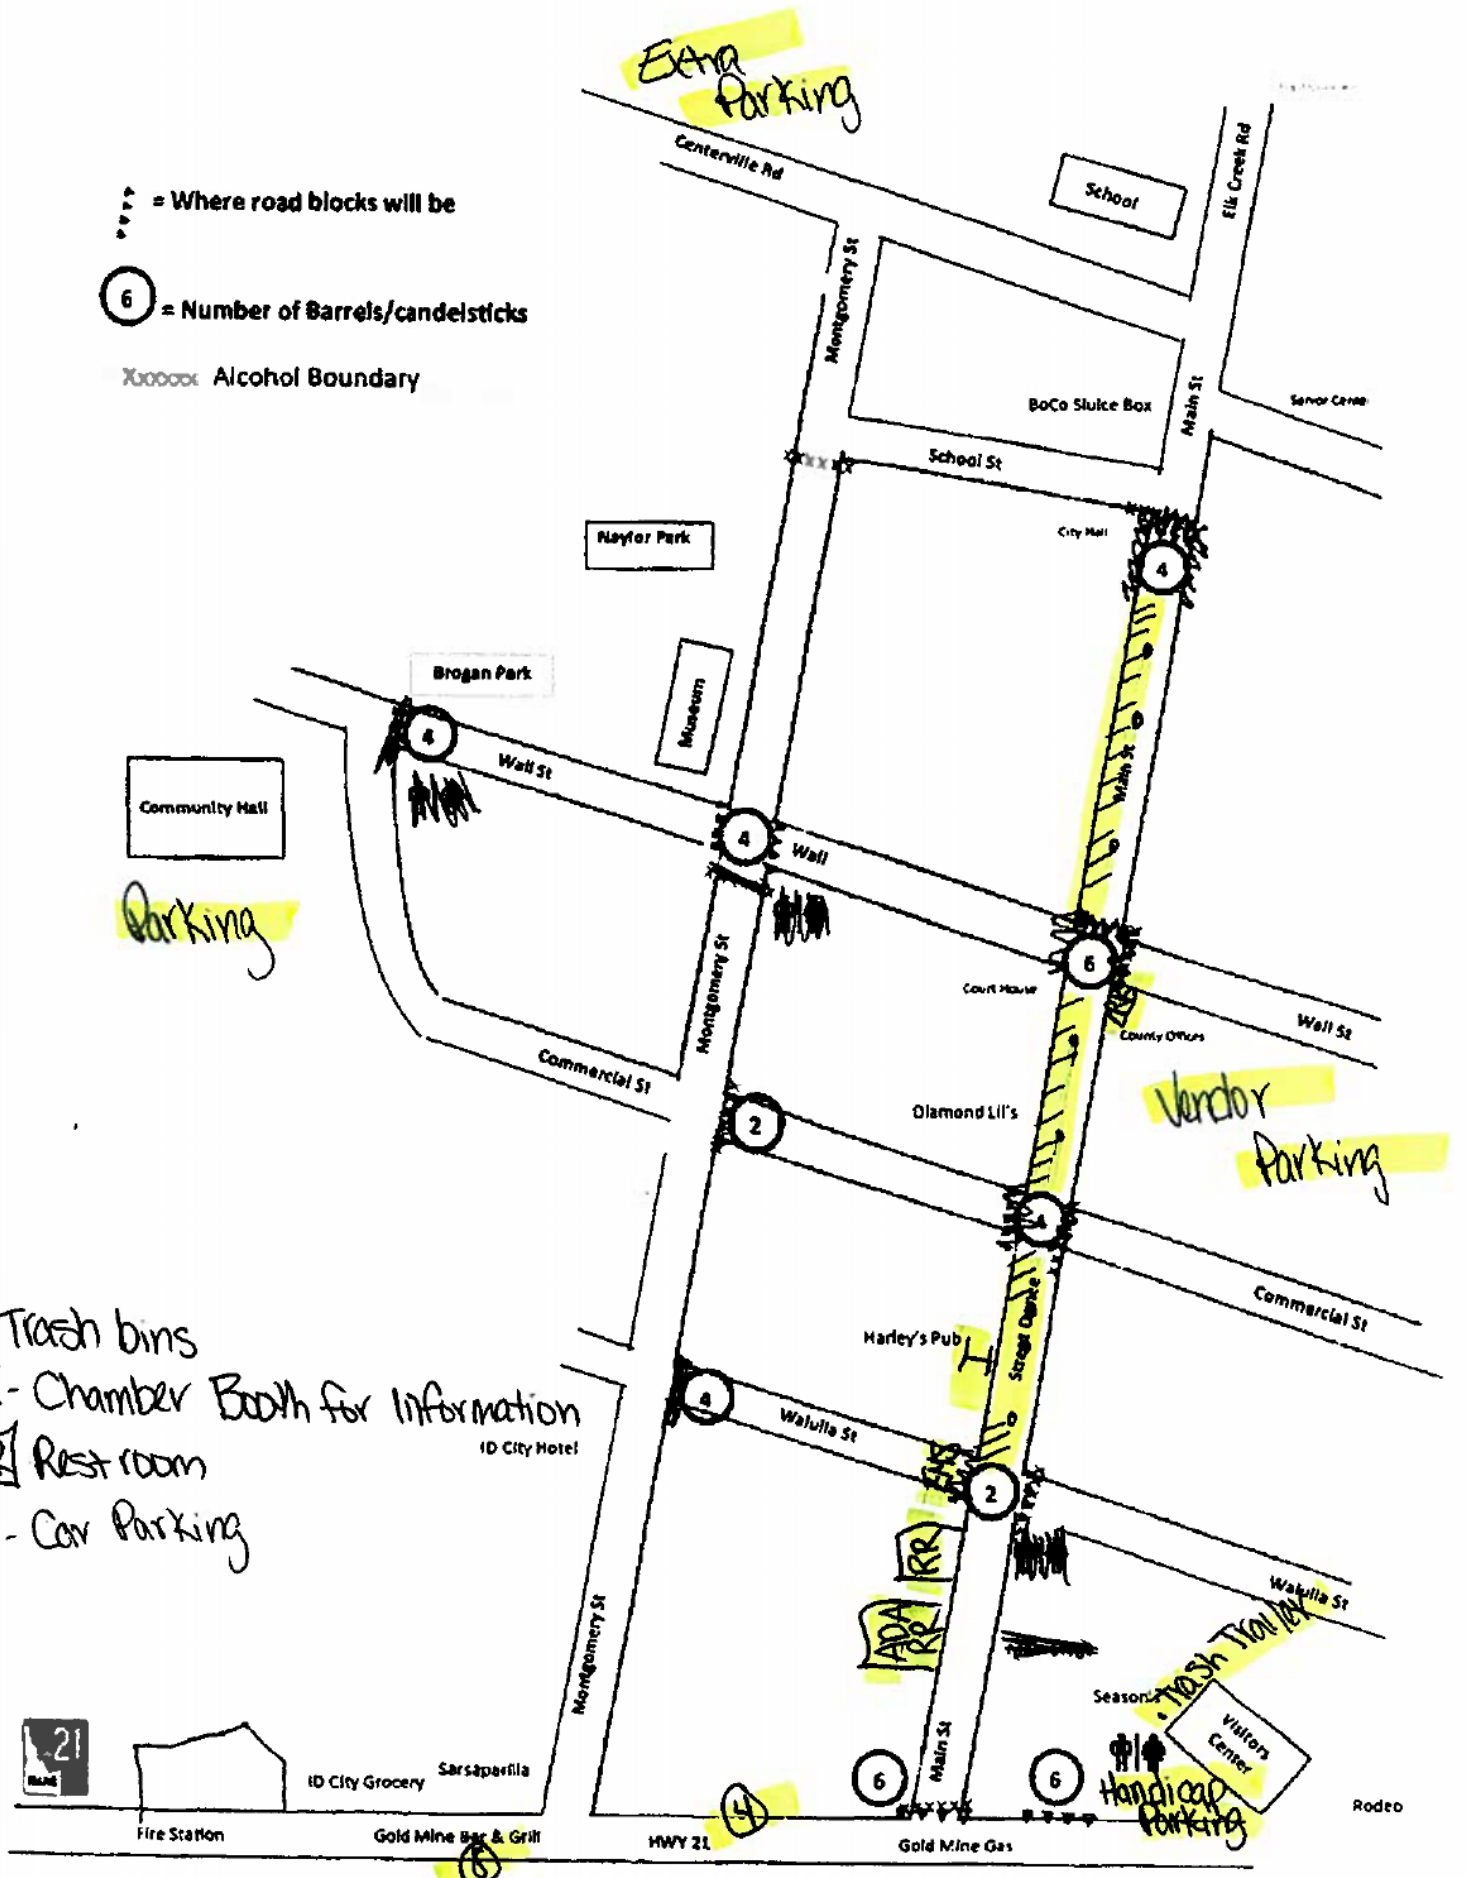 Extra
Parking
Centerville Rd
School
Elk Creek Rd
= Where road blocks will be
6
= Number of Barrels/candelsticks
Xxxxxx Alcohol Boundary
Montgomery St
BoCo Sluice Box
Main St
School St
City Hall
4
Naylor Park
Brogan Park
Museum
4
Wall St
Community Hall
Parking
4
Wall
Main St
6
Court House
RR
County Offices
Wall St
Montgomery St
Commercial St
2
Diamond Lil's
Vendor
Parking
4
Commercial St
Harley's Pub
Street Dance
Trash bins
- Chamber Booth for Information
ID City Hotel
Restroom
- Car Parking
4
Walulla St
EMS
2
RR
ADA
RR
Walulla St
Trash Trailer
Montgomery St
Visitors
Center
21
ID City Grocery
Sarsaparilla
6
Main St
6
Handicap
Parking
Rodeo
4
Fire Station
Gold Mine Bar & Grill
HWY 21
Gold Mine Gas